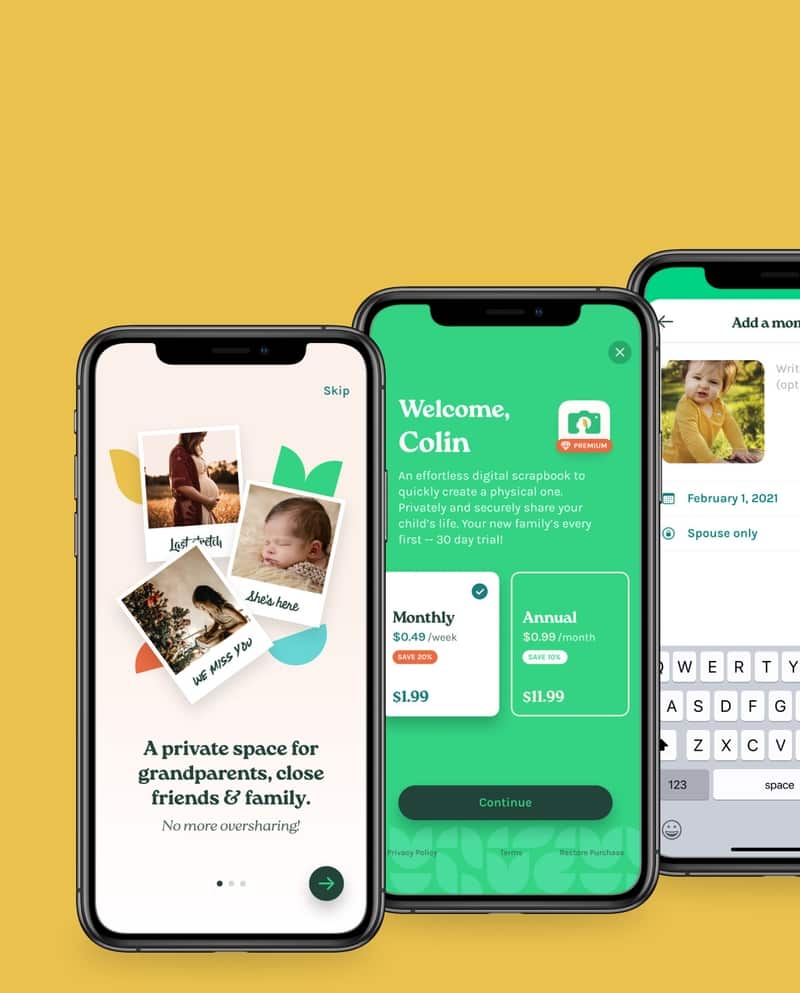 Skip
Last stretch
She's here
WE MISS YOU
A private space for
grandparents, close
friends & family.
No more oversharing!
Welcome,
Colin
PREMIUM
An effortless digital scrapbook to
quickly create a physical one.
Privately and securely share your
child's life. Your new family's every
first — 30 day trial!
Monthly
$0.49 /week
SAVE 20%
$1.99
Annual
$0.99 /month
SAVE 10%
$11.99
Continue
Privacy Policy
Terms
Restore Purchase
Add a mom
Writ
(opt
February 1, 2021
Spouse only
W E R T Y
A S D F G
Z X C V
123
space